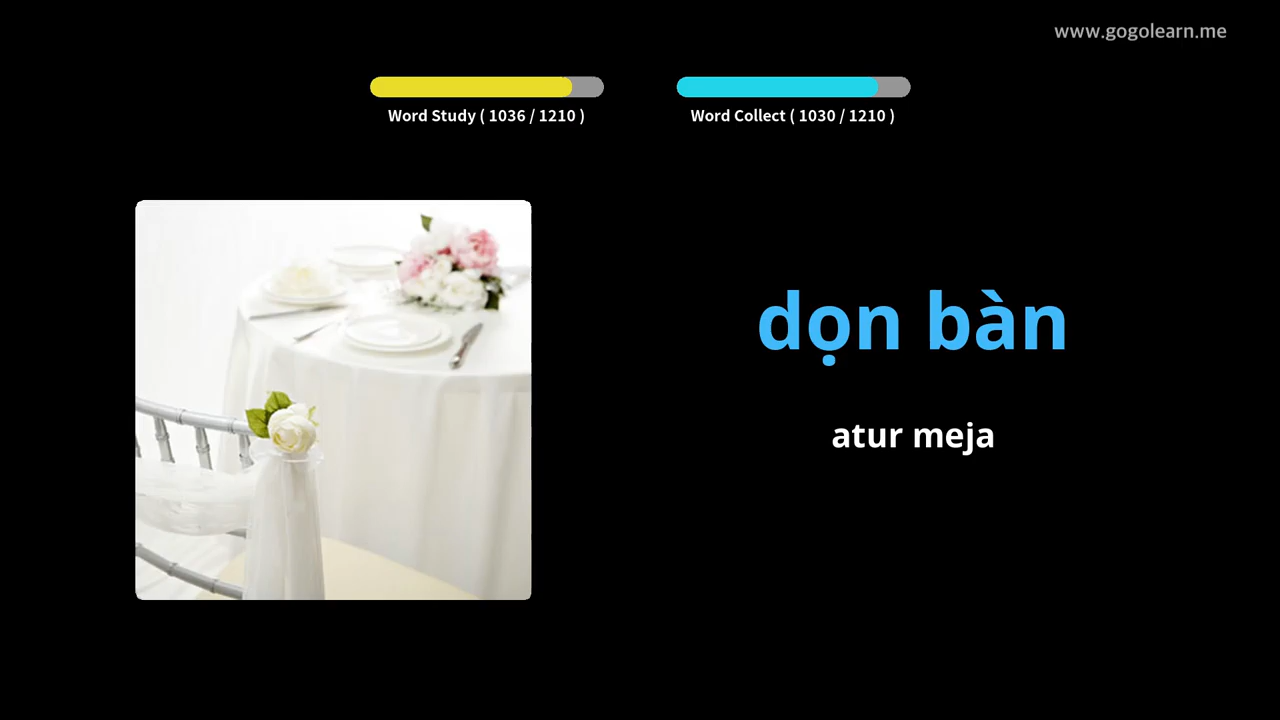 www.gogolearn.me
Word Study ( 1036 / 1210 )
Word Collect ( 1030 / 1210 )
dọn bàn
atur meja